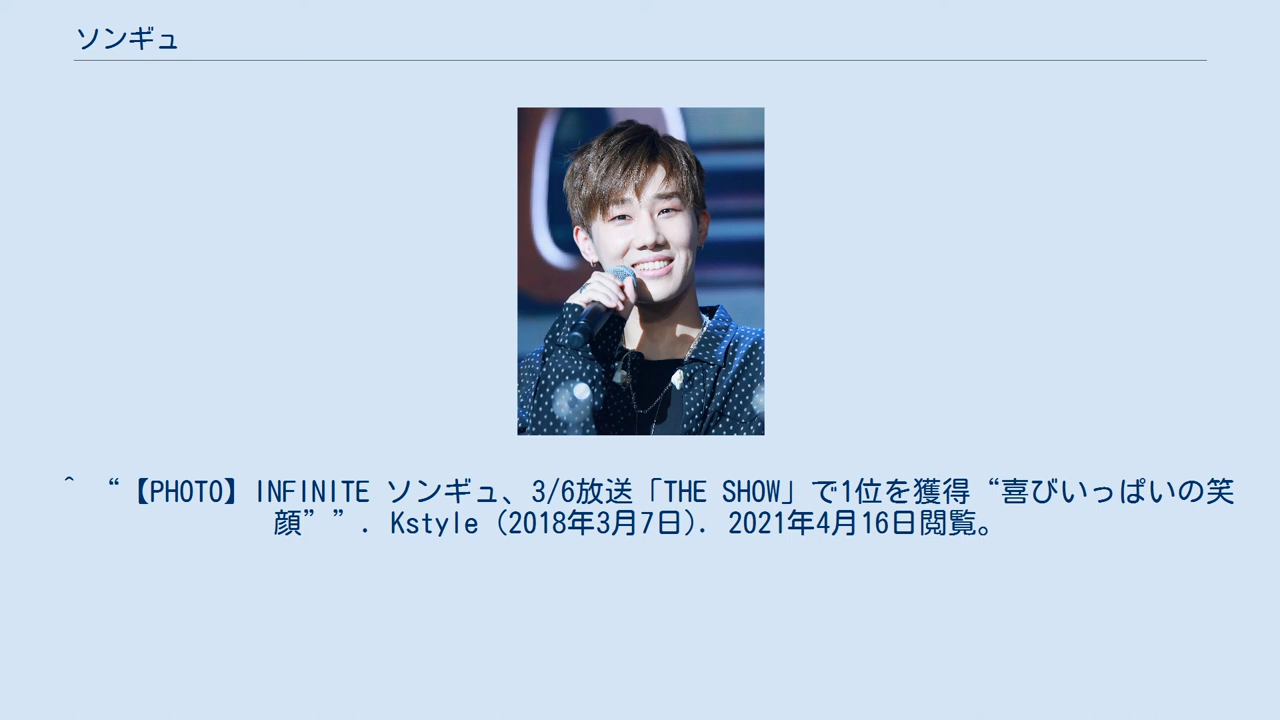 ソンギュ
^ “【PHOTO】INFINITE ソンギュ、3/6放送「THE SHOW」で1位を獲得“喜びいっぱいの笑
顔””. Kstyle (2018年3月7日). 2021年4月16日閲覧。